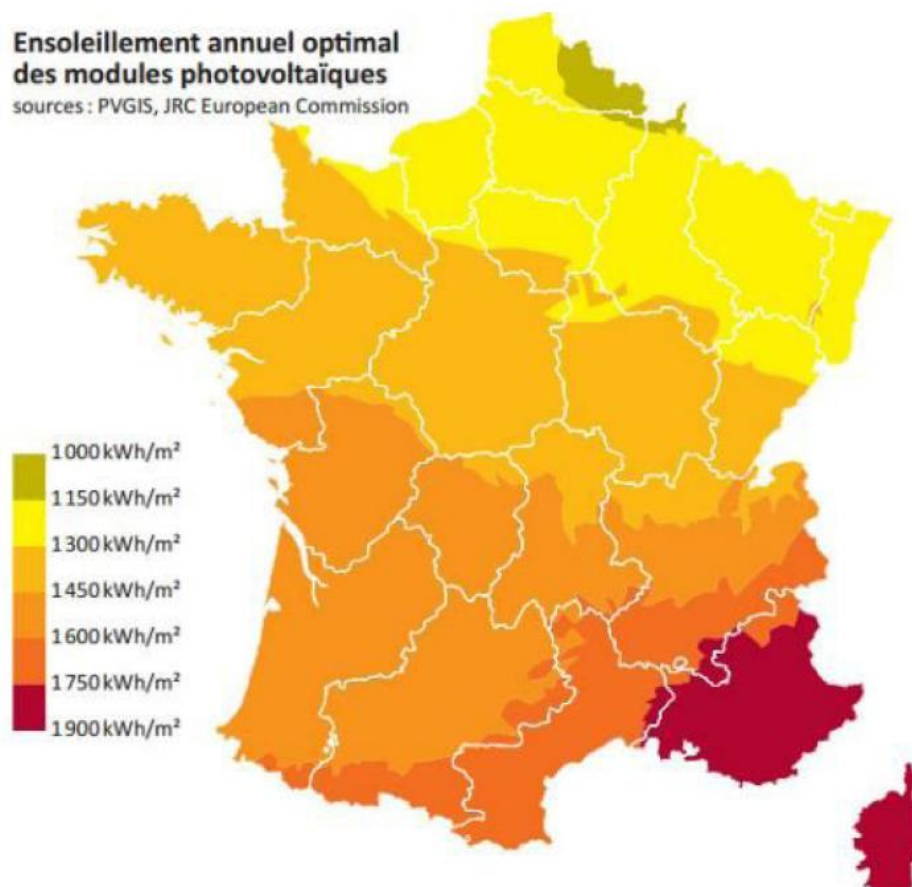 Ensoleillement annuel optimal
des modules photovoltaïques
sources : PVGIS, JRC European Commission
1000 kWh/m²
1150 kWh/m²
1300 kWh/m²
1450 kWh/m²
1600 kWh/m²
1750 kWh/m²
1900 kWh/m²